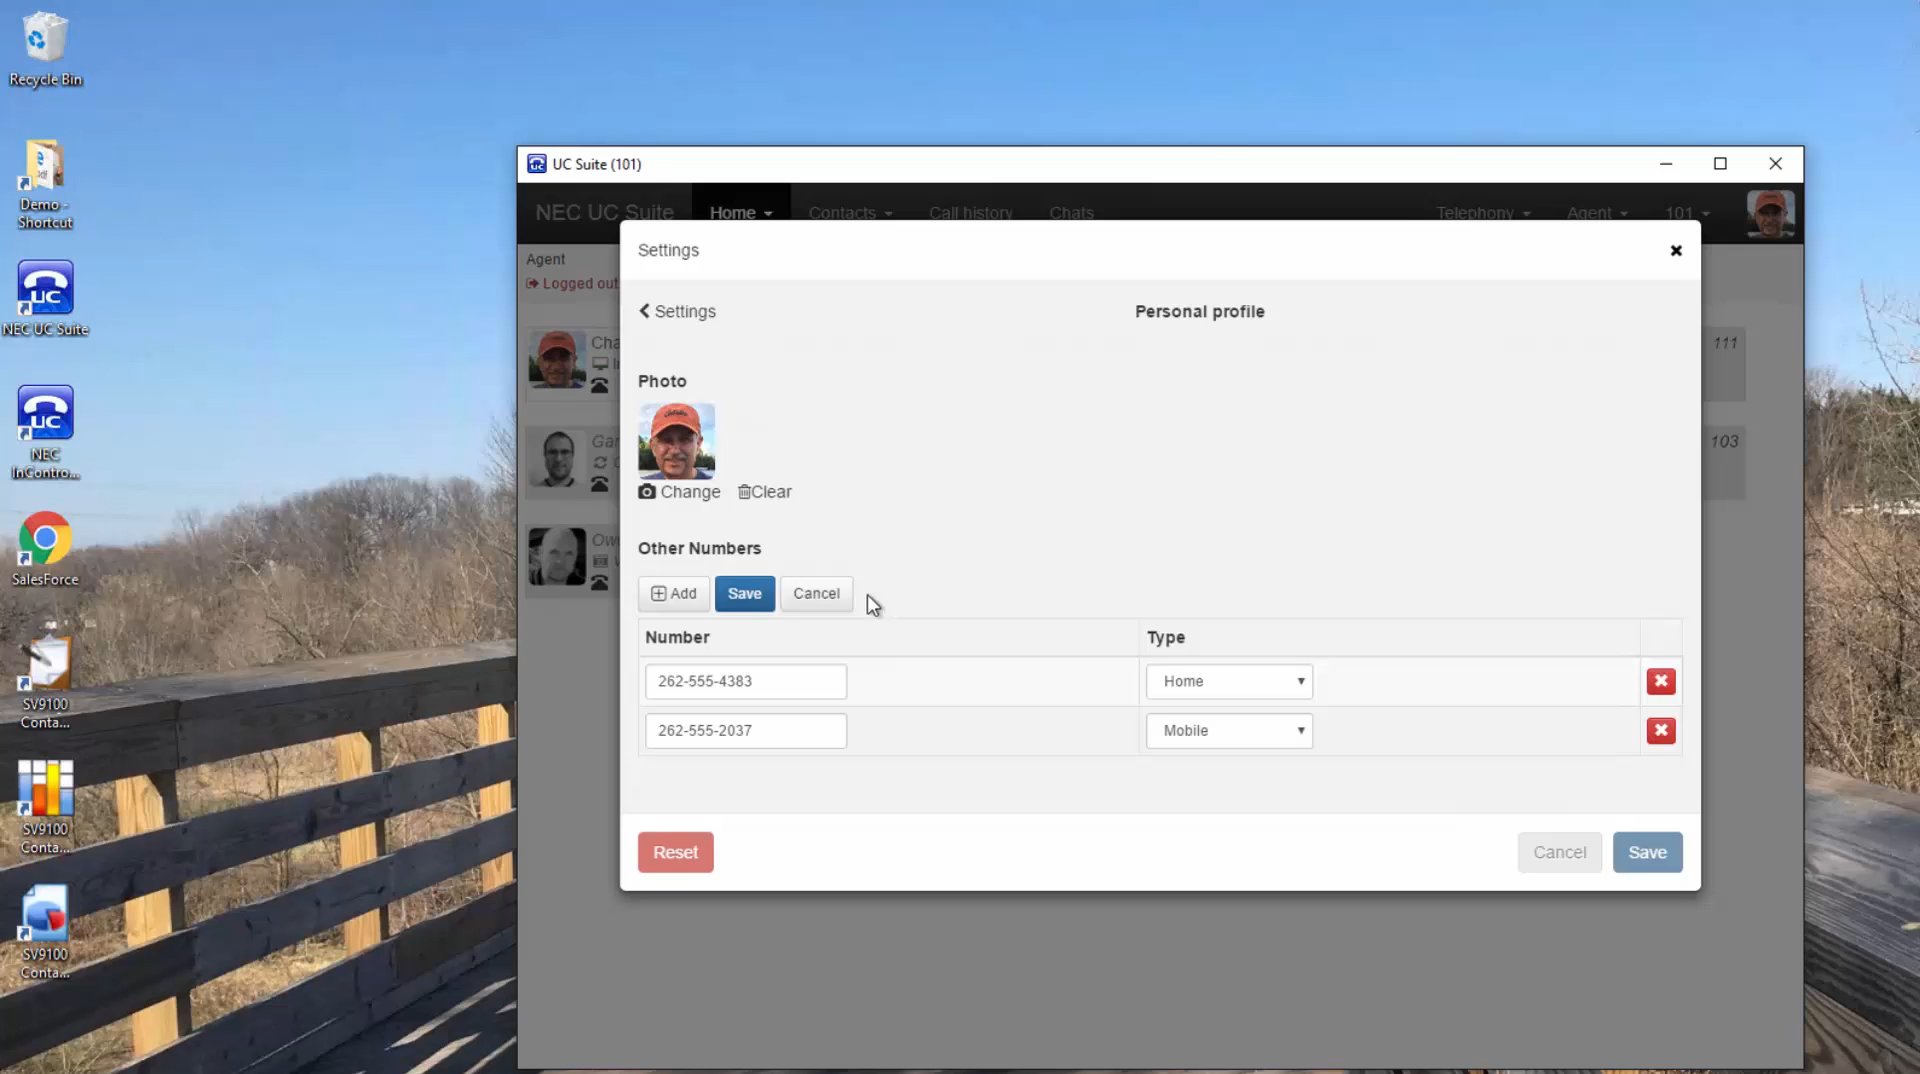 Recycle Bin
Demo -
Shortcut
NEC UC Suite
NEC
InContro...
SalesForce
SV9100
Conta...
SV9100
Conta...
SV9100
Conta...
UC Suite (101)
NEC UC Suite Home Contacts Call history Chats Telephony Agent 101
Agent
Logged out
Cha
111
Gar
103
Settings
Settings Personal profile
Photo
Change Clear
Other Numbers
Add Save Cancel
Number Type
262-555-4383 Home
262-555-2037 Mobile
Reset Cancel Save